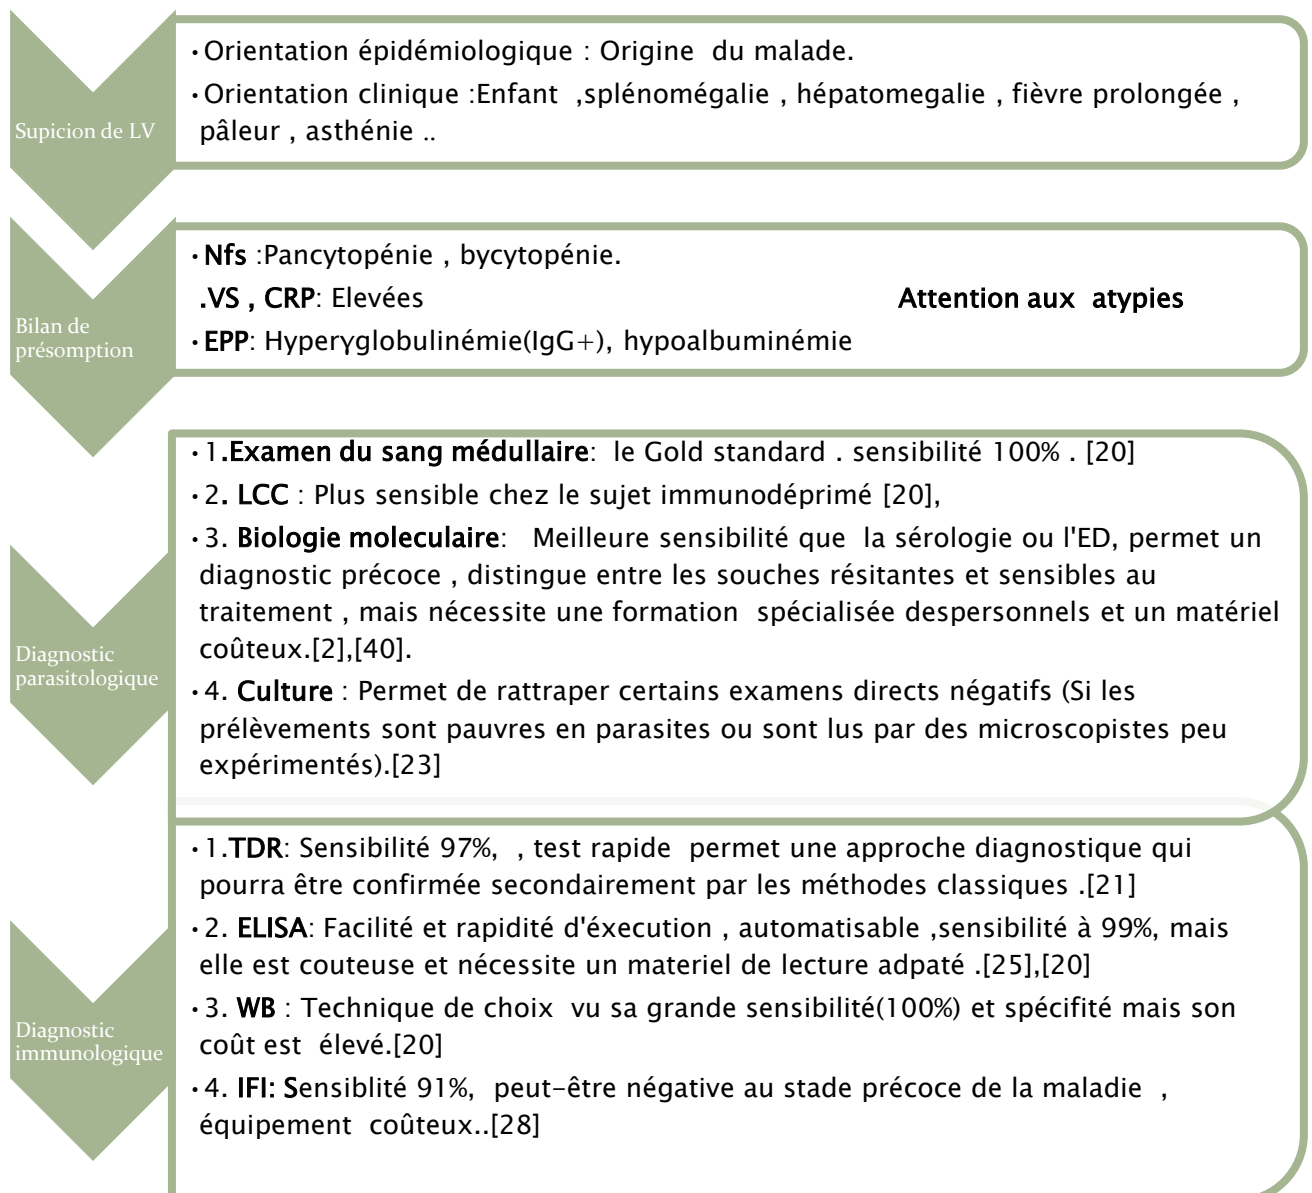 Supicion de LV
•Orientation épidémiologique : Origine du malade.
•Orientation clinique :Enfant ,splénomégalie , hépatomegalie , fièvre prolongée ,
pâleur , asthénie ..
Bilan de
présomption
•Nfs :Pancytopénie , bycytopénie.
.VS , CRP: Elevées Attention aux atypies
•EPP: Hyperγglobulinémie(IgG+), hypoalbuminémie
Diagnostic
parasitologique
•1.Examen du sang médullaire: le Gold standard . sensibilité 100% . [20]
•2. LCC : Plus sensible chez le sujet immunodéprimé [20],
•3. Biologie moleculaire: Meilleure sensibilité que la sérologie ou l'ED, permet un
diagnostic précoce , distingue entre les souches résitantes et sensibles au
traitement , mais nécessite une formation spécialisée despersonnels et un matériel
coûteux.[2],[40].
•4. Culture : Permet de rattraper certains examens directs négatifs (Si les
prélèvements sont pauvres en parasites ou sont lus par des microscopistes peu
expérimentés).[23]
Diagnostic
immunologique
•1.TDR: Sensibilité 97%, , test rapide permet une approche diagnostique qui
pourra être confirmée secondairement par les méthodes classiques .[21]
•2. ELISA: Facilité et rapidité d'éxecution , automatisable ,sensibilité à 99%, mais
elle est couteuse et nécessite un materiel de lecture adpaté .[25],[20]
•3. WB : Technique de choix vu sa grande sensibilité(100%) et spécifité mais son
coût est élevé.[20]
•4. IFI: Sensiblité 91%, peut-être négative au stade précoce de la maladie ,
équipement coûteux..[28]